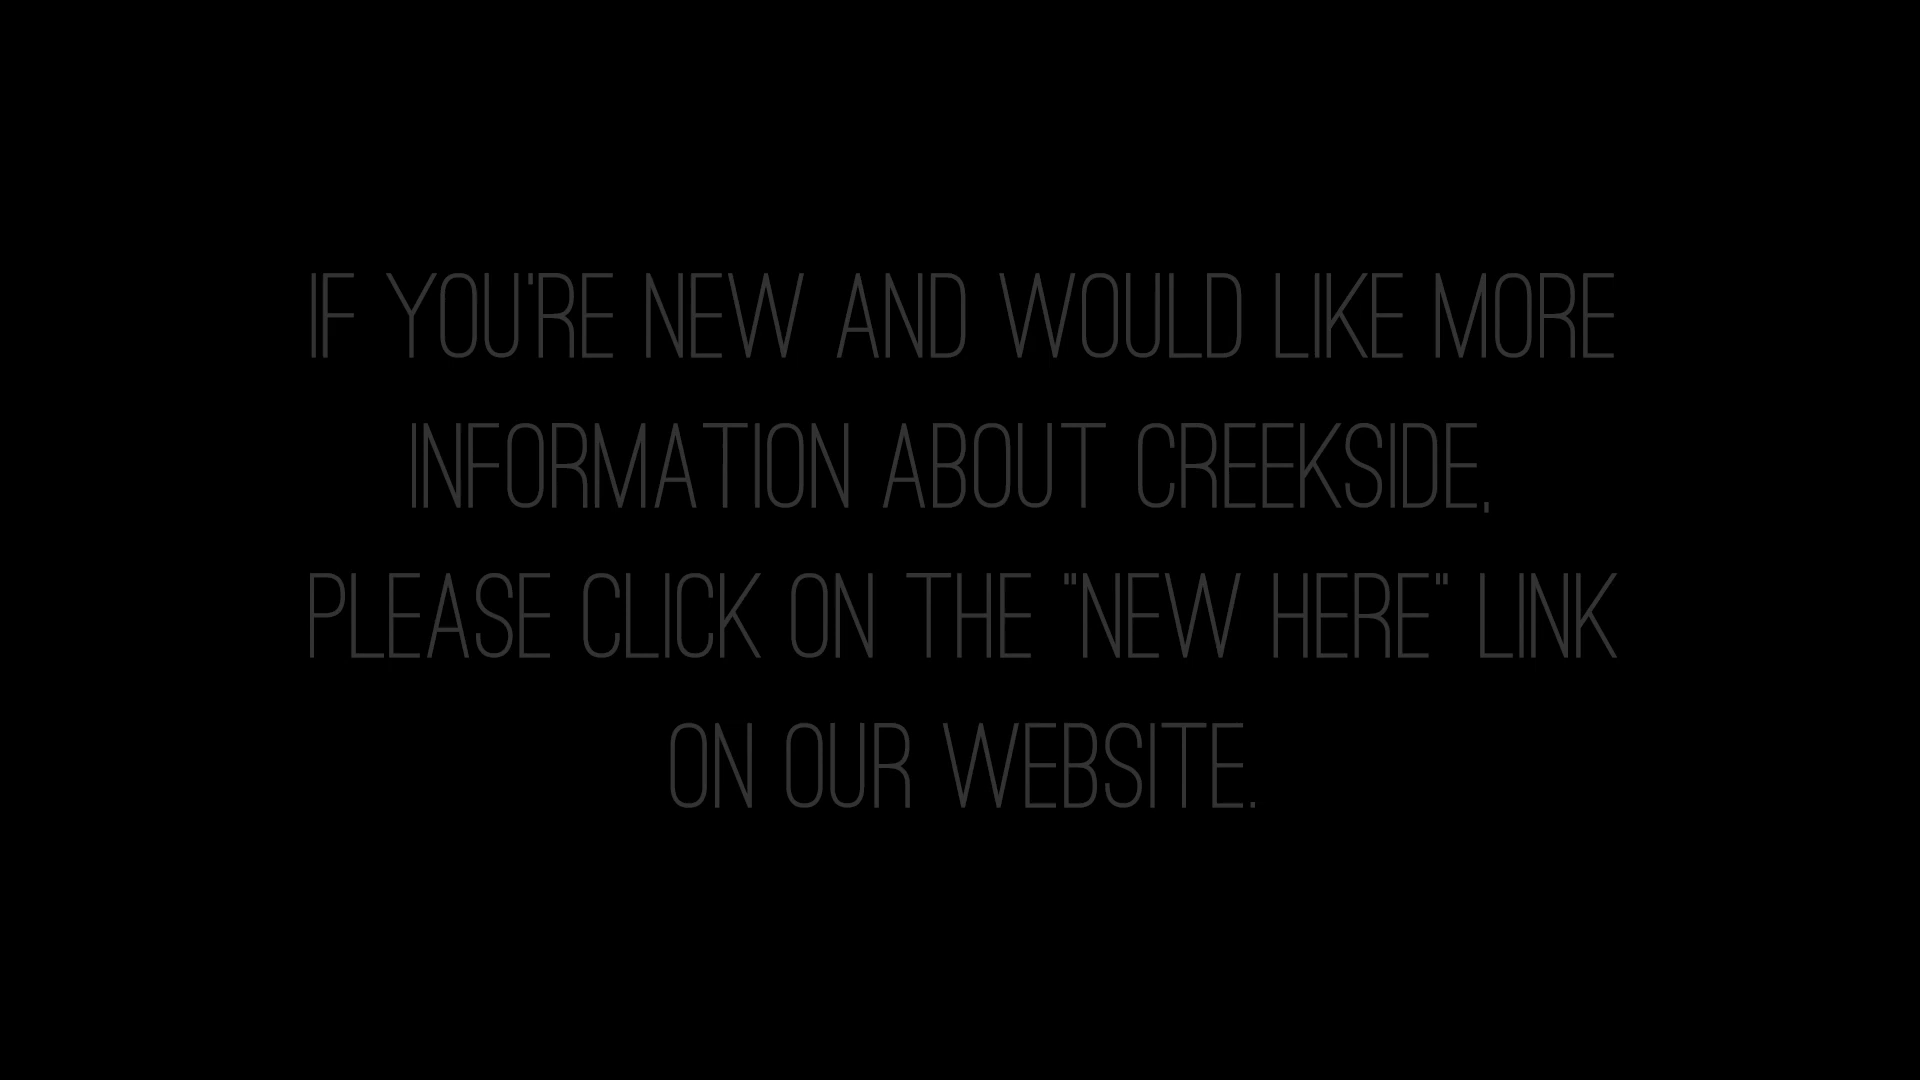 IF YOU'RE NEW AND WOULD LIKE MORE
INFORMATION ABOUT CREEKSIDE,
PLEASE CLICK ON THE "NEW HERE" LINK
ON OUR WEBSITE.